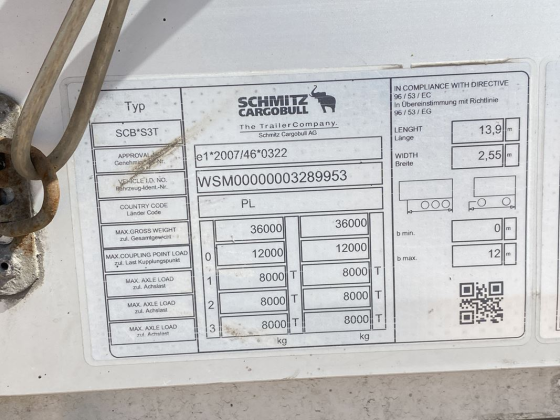 Typ
SCB*S3T
APPROVAL No.
Genehmigungs-Nr.
VEHICLE I.D. NO.
Fahrzeug-Ident.-Nr.
COUNTRY CODE
Länder Code
MAX.GROSS WEIGHT
zul. Gesamtgewicht
MAX.COUPLING POINT LOAD
zul. Last Kupplungspunkt
MAX. AXLE LOAD
zul. Achslast
MAX. AXLE LOAD
zul. Achslast
MAX. AXLE LOAD
zul. Achslast
SCHMITZ
CARGOBULL
The TrailerCompany.
Schmitz Cargobull AG
e1*2007/46*0322
WSM00000003289953
PL
36000 36000
0 12000 12000
1 8000 T 8000 T
2 8000 T 8000 T
3 8000 T 8000 T
kg kg
IN COMPLIANCE WITH DIRECTIVE
96 / 53 / EC
in Übereinstimmung mit Richtlinie
96 / 53 / EG
LENGHT
Länge
13,9 m
WIDTH
Breite
2,55 m
b min. 0 m
b max. 12 m